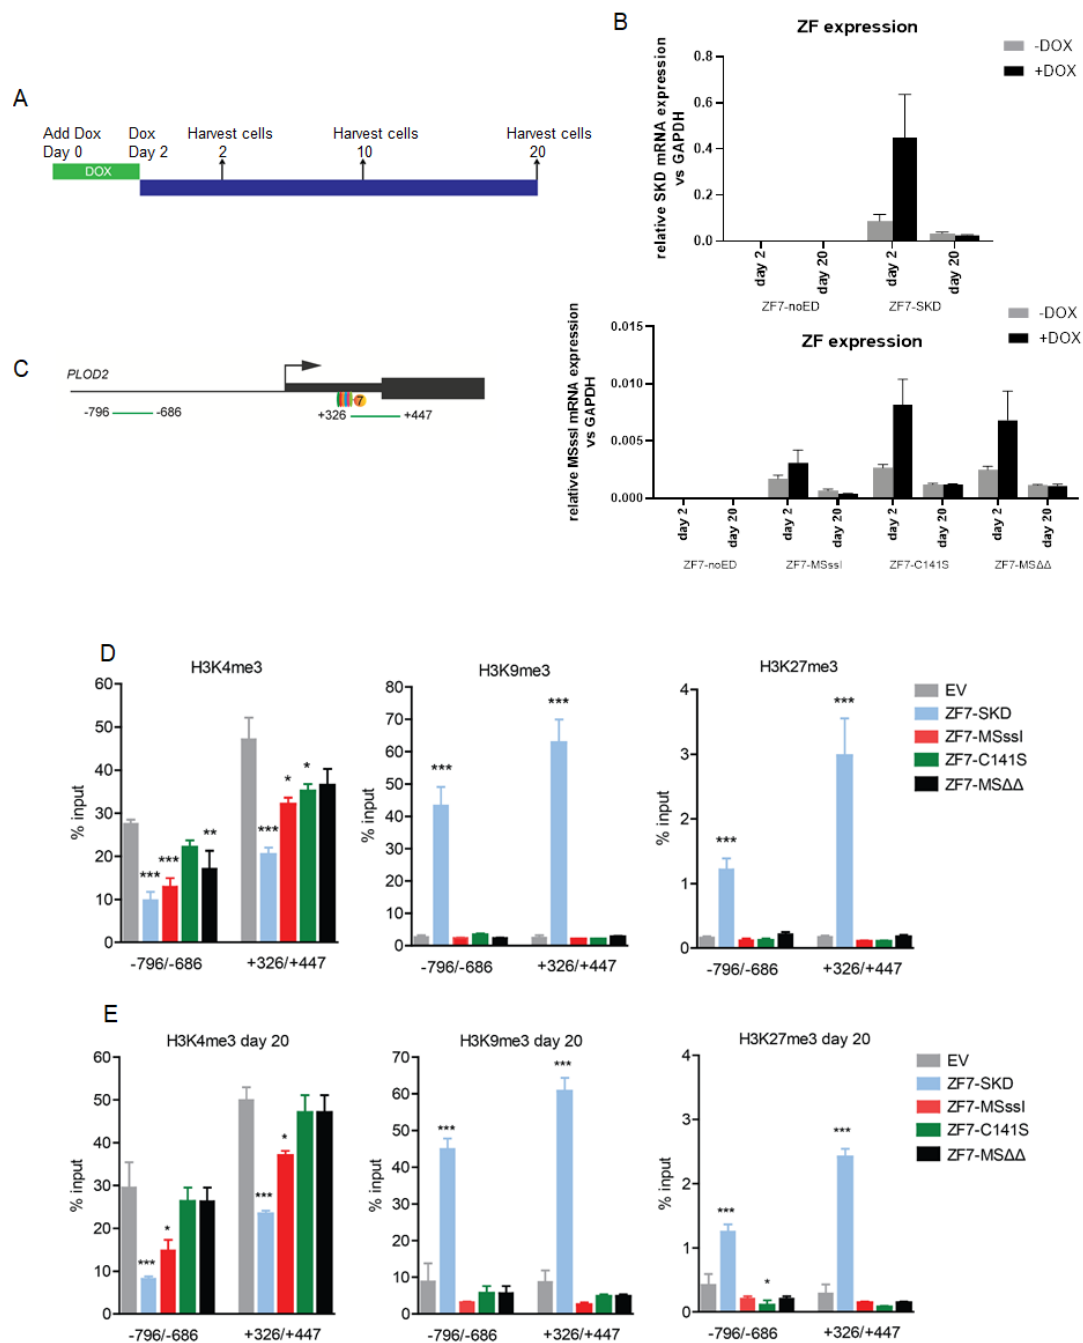 A
Add Dox Dox Harvest cells Harvest cells Harvest cells
Day 0 Day 2 2 10 20
DOX
B
ZF expression
-DOX
+DOX
relative SKD mRNA expression
vs GAPDH
0.8
0.6
0.4
0.2
0.0
day 2
day 20
day 2
day 20
ZF7-noED ZF7-SKD
C
PLOD2
-796 -686
7
+326 +447
ZF expression
-DOX
+DOX
relative MSssI mRNA expression
vs GAPDH
0.015
0.010
0.005
0.000
day 2
day 20
day 2
day 20
day 2
day 20
day 2
day 20
ZF7-noED ZF7-MSssI ZF7-C141S ZF7-MSΔΔ
D
H3K4me3
% input
60
50
40
30
20
10
0
*** *** **
*** * *
-796/-686 +326/+447
H3K9me3
% input
80
70
60
50
40
30
20
10
0
***
***
-796/-686 +326/+447
H3K27me3
% input
4
3
2
1
0
***
***
-796/-686 +326/+447
EV
ZF7-SKD
ZF7-MSssI
ZF7-C141S
ZF7-MSΔΔ
E
H3K4me3 day 20
% input
60
50
40
30
20
10
0
*** *
*** *
-796/-686 +326/+447
H3K9me3 day 20
% input
70
60
50
40
30
20
10
0
***
***
-796/-686 +326/+447
H3K27me3 day 20
% input
4
3
2
1
0
*** *
***
-796/-686 +326/+447
EV
ZF7-SKD
ZF7-MSssI
ZF7-C141S
ZF7-MSΔΔ